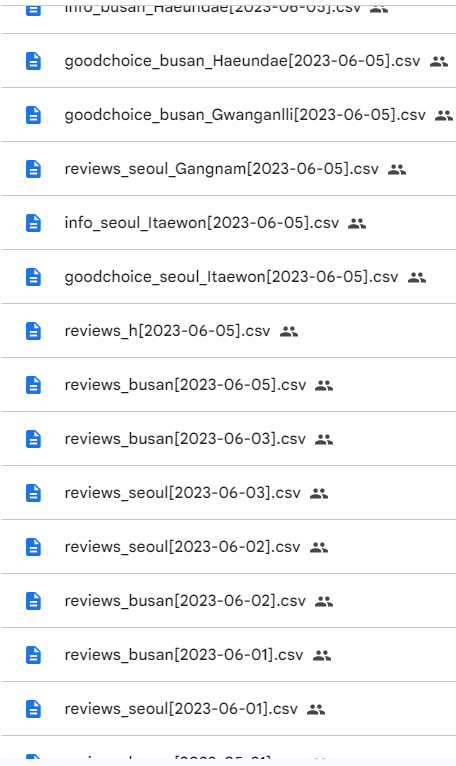 info_busan_Haeundae[2023-06-05].csv
goodchoice_busan_Haeundae[2023-06-05].csv
goodchoice_busan_Gwanganlli[2023-06-05].csv
reviews_seoul_Gangnam[2023-06-05].csv
info_seoul_Itaewon[2023-06-05].csv
goodchoice_seoul_Itaewon[2023-06-05].csv
reviews_h[2023-06-05].csv
reviews_busan[2023-06-05].csv
reviews_busan[2023-06-03].csv
reviews_seoul[2023-06-03].csv
reviews_seoul[2023-06-02].csv
reviews_busan[2023-06-02].csv
reviews_busan[2023-06-01].csv
reviews_seoul[2023-06-01].csv